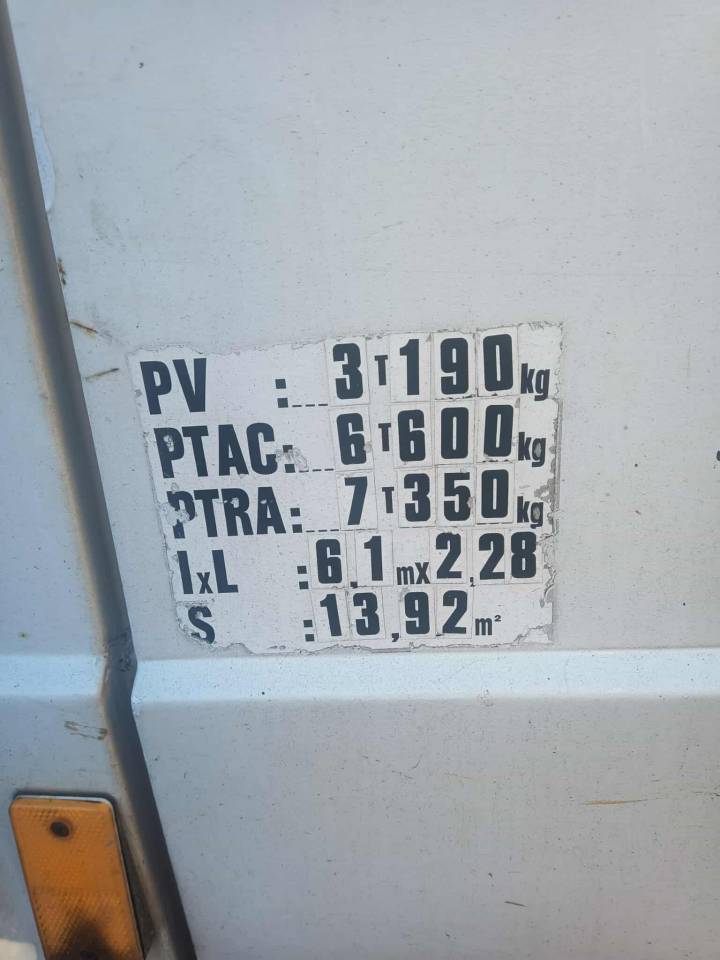 PV :...3T190kg
PTAC:...6T600kg
PTRA:...7T350kg
IxL :6,1mx2,28
S :13,92m²